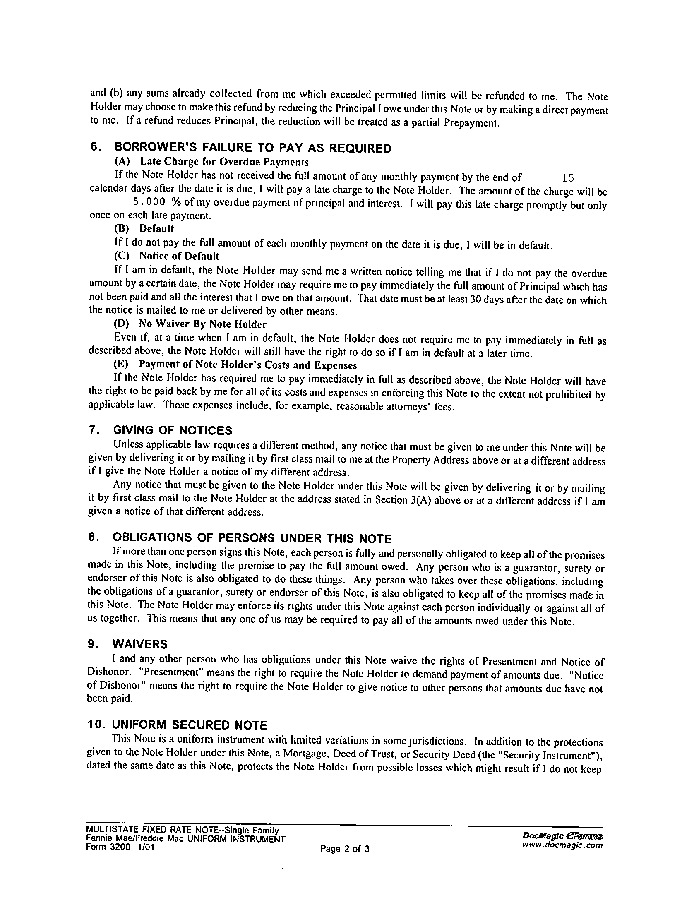 and (b) any sums already collected from me which exceeded permitted limits will be refunded to me. The Note
Holder may choose to make this refund by reducing the Principal I owe under this Note or by making a direct payment
to me. If a refund reduces Principal, the reduction will be treated as a partial Prepayment.
6. BORROWER'S FAILURE TO PAY AS REQUIRED
(A) Late Charge for Overdue Payments
If the Note Holder has not received the full amount of any monthly payment by the end of 15
calendar days after the date it is due, I will pay a late charge to the Note Holder. The amount of the charge will be
5.000 % of my overdue payment of principal and interest. I will pay this late charge promptly but only
once on each late payment.
(B) Default
If I do not pay the full amount of each monthly payment on the date it is due, I will be in default.
(C) Notice of Default
If I am in default, the Note Holder may send me a written notice telling me that if I do not pay the overdue
amount by a certain date, the Note Holder may require me to pay immediately the full amount of Principal which has
not been paid and all the interest that I owe on that amount. That date must be at least 30 days after the date on which
the notice is mailed to me or delivered by other means.
(D) No Waiver By Note Holder
Even if, at a time when I am in default, the Note Holder does not require me to pay immediately in full as
described above, the Note Holder will still have the right to do so if I am in default at a later time.
(E) Payment of Note Holder's Costs and Expenses
If the Note Holder has required me to pay immediately in full as described above, the Note Holder will have
the right to be paid back by me for all of its costs and expenses in enforcing this Note to the extent not prohibited by
applicable law. Those expenses include, for example, reasonable attorneys' fees.
7. GIVING OF NOTICES
Unless applicable law requires a different method, any notice that must be given to me under this Note will be
given by delivering it or by mailing it by first class mail to me at the Property Address above or at a different address
if I give the Note Holder a notice of my different address.
Any notice that must be given to the Note Holder under this Note will be given by delivering it or by mailing
it by first class mail to the Note Holder at the address stated in Section 3(A) above or at a different address if I am
given a notice of that different address.
8. OBLIGATIONS OF PERSONS UNDER THIS NOTE
If more than one person signs this Note, each person is fully and personally obligated to keep all of the promises
made in this Note, including the promise to pay the full amount owed. Any person who is a guarantor, surety or
endorser of this Note is also obligated to do these things. Any person who takes over these obligations, including
the obligations of a guarantor, surety or endorser of this Note, is also obligated to keep all of the promises made in
this Note. The Note Holder may enforce its rights under this Note against each person individually or against all of
us together. This means that any one of us may be required to pay all of the amounts owed under this Note.
9. WAIVERS
I and any other person who has obligations under this Note waive the rights of Presentment and Notice of
Dishonor. "Presentment" means the right to require the Note Holder to demand payment of amounts due. "Notice
of Dishonor" means the right to require the Note Holder to give notice to other persons that amounts due have not
been paid.
10. UNIFORM SECURED NOTE
This Note is a uniform instrument with limited variations in some jurisdictions. In addition to the protections
given to the Note Holder under this Note, a Mortgage, Deed of Trust, or Security Deed (the "Security Instrument"),
dated the same date as this Note, protects the Note Holder from possible losses which might result if I do not keep
MULTISTATE FIXED RATE NOTE--Single Family
Fannie Mae/Freddie Mac UNIFORM INSTRUMENT
Form 3200 1/01
Page 2 of 3
DocMagic eForms
www.docmagic.com